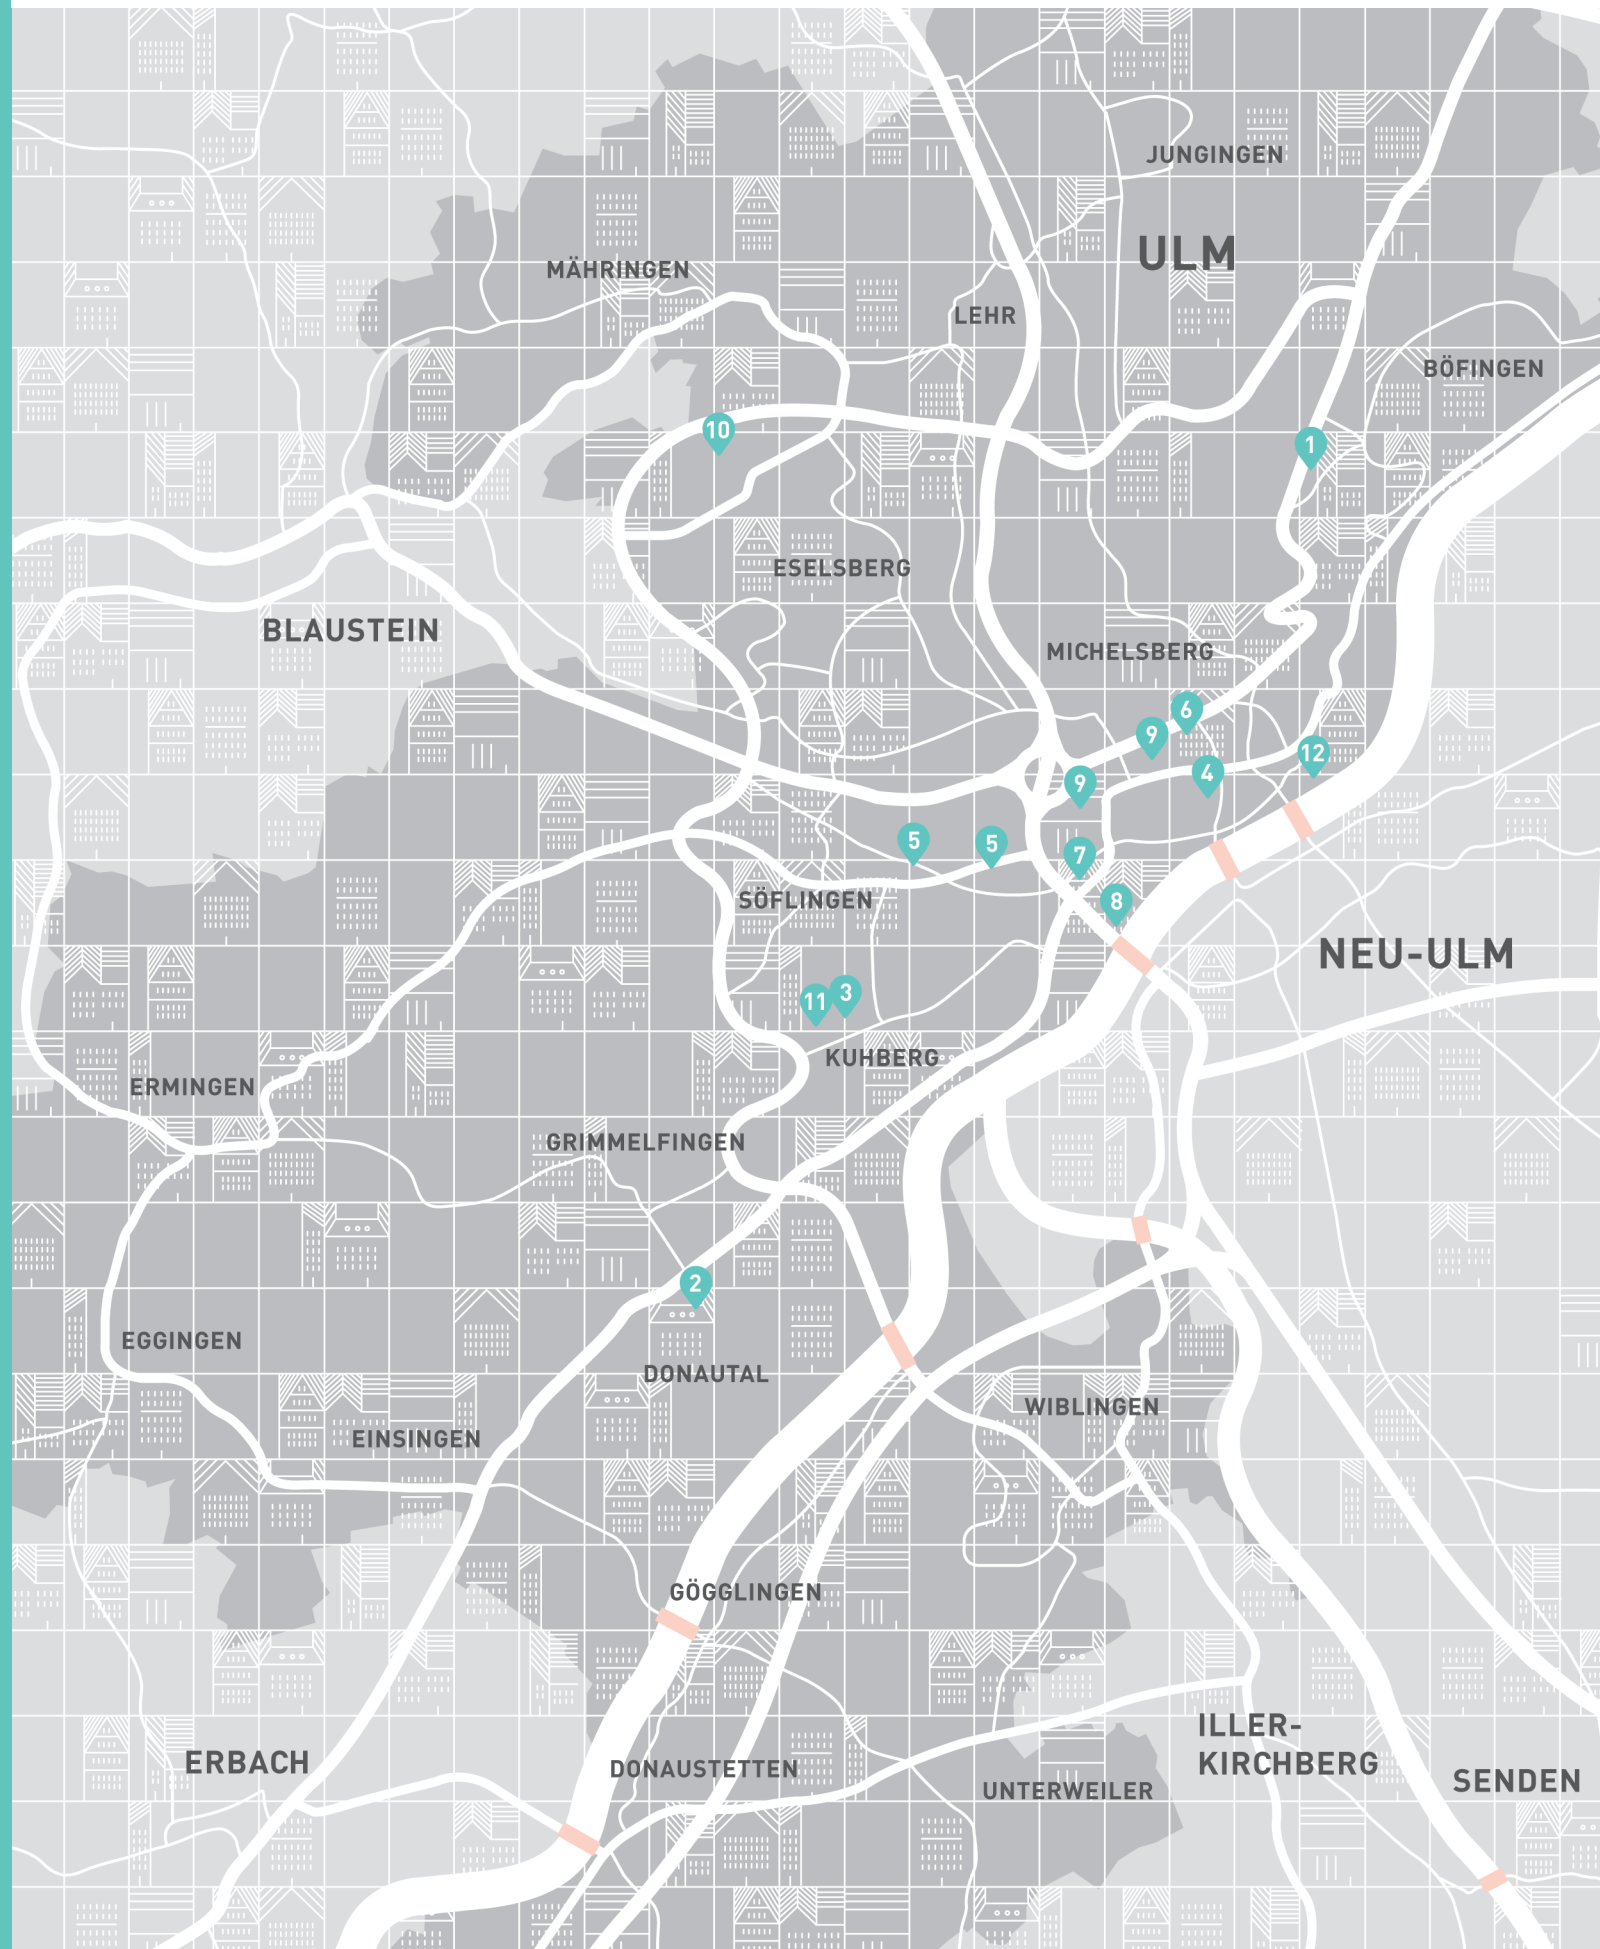 JUNGINGEN
ULM
MÄHRINGEN
LEHR
BÖFINGEN
10
1
ESELSBERG
BLAUSTEIN
MICHELSBERG
6
9
12
4
9
5
5
7
SÖFLINGEN
8
NEU-ULM
11
3
KUHBERG
ERMINGEN
GRIMMELFINGEN
2
EGGINGEN
DONAUTAL
WIBLINGEN
EINSINGEN
GÖGGLINGEN
ILLER-
KIRCHBERG
ERBACH
DONAUSTETTEN
SENDEN
UNTERWEILER